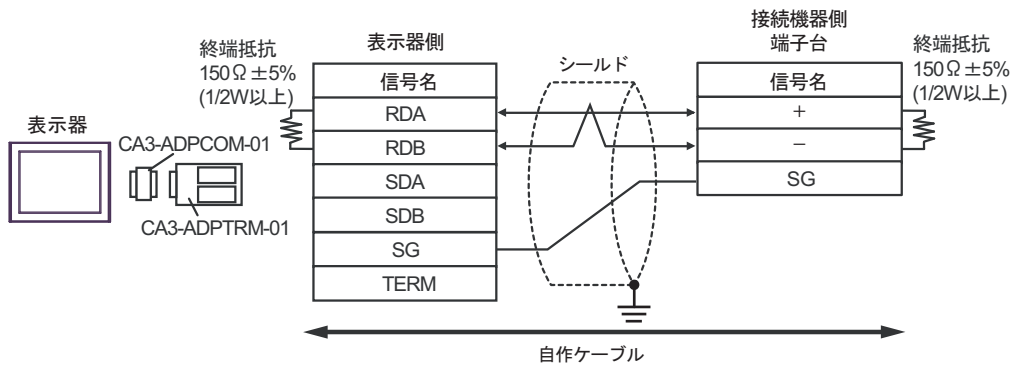 表示器
CA3-ADPCOM-01
CA3-ADPTRM-01
終端抵抗
150Ω±5%
(1/2W以上)
表示器側
信号名
RDA
RDB
SDA
SDB
SG
TERM
シールド
接続機器側
端子台
信号名
+
−
SG
終端抵抗
150Ω±5%
(1/2W以上)
自作ケーブル